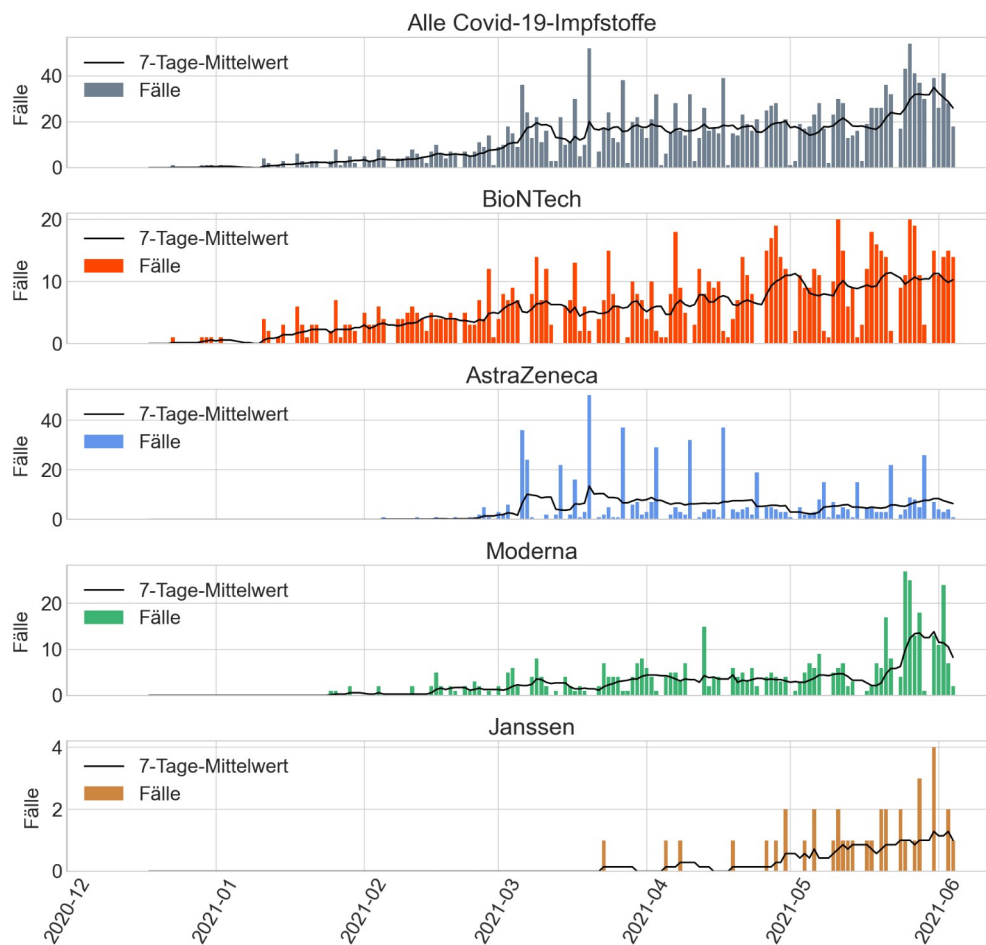 Alle Covid-19-Impfstoffe
Fälle
40
20
0
7-Tage-Mittelwert
Fälle
BioNTech
Fälle
20
10
0
7-Tage-Mittelwert
Fälle
AstraZeneca
Fälle
40
20
0
7-Tage-Mittelwert
Fälle
Moderna
Fälle
20
10
0
7-Tage-Mittelwert
Fälle
Janssen
Fälle
4
2
0
7-Tage-Mittelwert
Fälle
2020-12
2021-01
2021-02
2021-03
2021-04
2021-05
2021-06